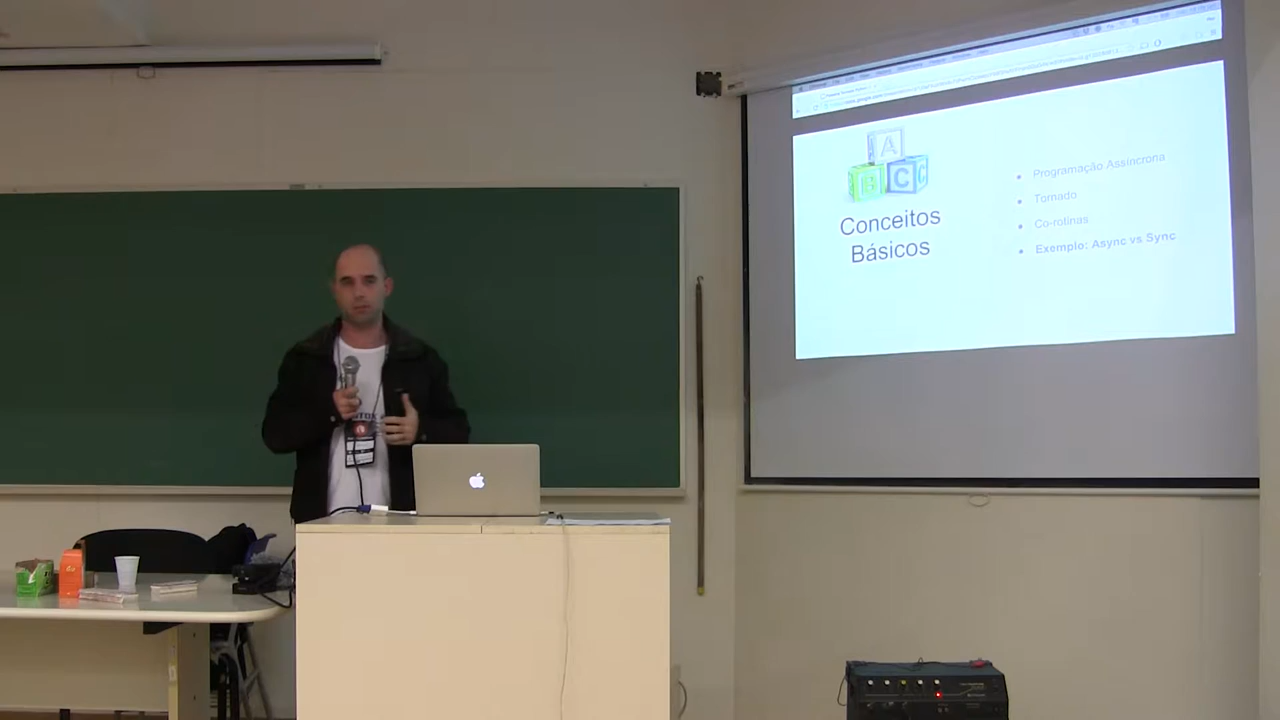 A
B
C
C
Conceitos
Básicos
Programação Assíncrona
Tornado
Co-rotinas
Exemplo: Async vs Sync